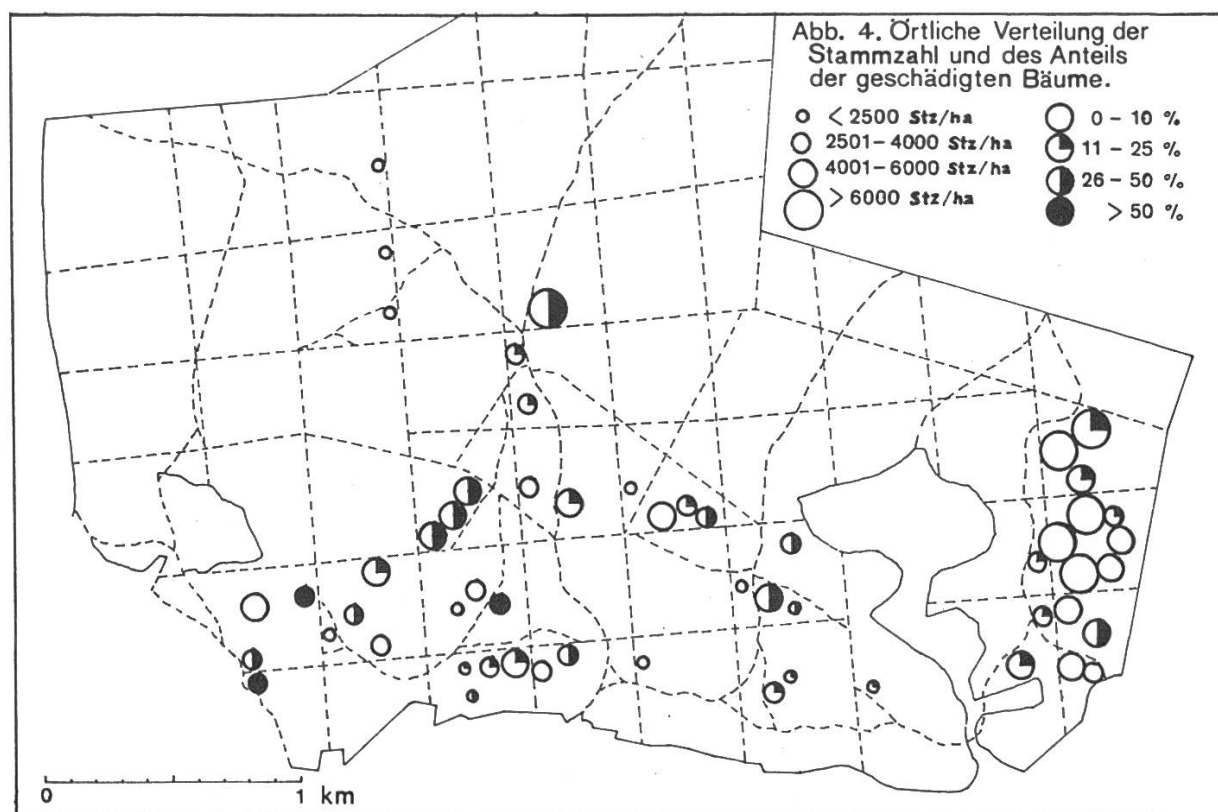 Abb. 4. Örtliche Verteilung der
Stammzahl und des Anteils
der geschädigten Bäume.
< 2500 Stz/ha
2501-4000 Stz/ha
4001-6000 Stz/ha
> 6000 Stz/ha
0 - 10 %
11 - 25 %
26 - 50 %
> 50 %
0 1 km